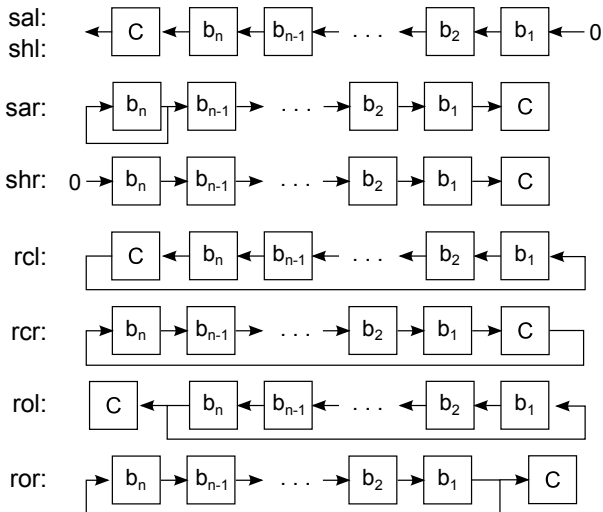 sal:
shl: C bₙ bₙ₋₁ . . . b₂ b₁ 0
sar: bₙ bₙ₋₁ . . . b₂ b₁ C
shr: 0 bₙ bₙ₋₁ . . . b₂ b₁ C
rcl: C bₙ bₙ₋₁ . . . b₂ b₁
rcr: bₙ bₙ₋₁ . . . b₂ b₁ C
rol: C bₙ bₙ₋₁ . . . b₂ b₁
ror: bₙ bₙ₋₁ . . . b₂ b₁ C